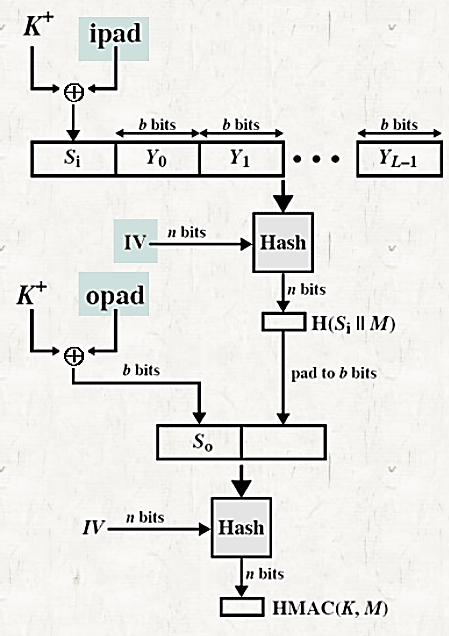 K⁺ ipad
b bits b bits b bits
Sᵢ Y₀ Y₁ • • • Y_L–1
IV n bits Hash
n bits
K⁺ opad
H(Sᵢ || M)
b bits pad to b bits
Sₒ
IV n bits Hash
n bits
HMAC(K, M)